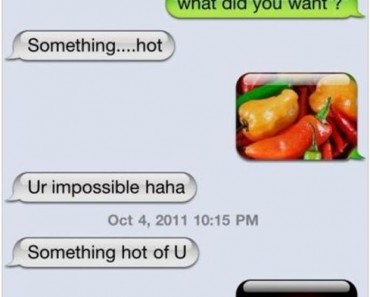 what did you want ?
Something....hot
Ur impossible haha
Oct 4, 2011 10:15 PM
Something hot of U